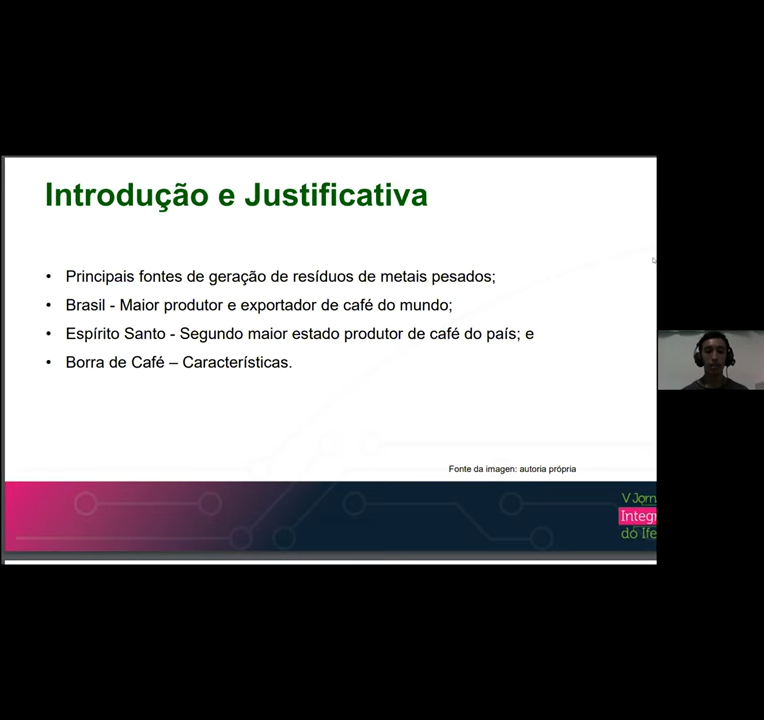 Introdução e Justificativa
• Principais fontes de geração de resíduos de metais pesados;
• Brasil - Maior produtor e exportador de café do mundo;
• Espírito Santo - Segundo maior estado produtor de café do país; e
• Borra de Café – Características.
Fonte da imagem: autoria própria
V Jorn
Integr
do Ife